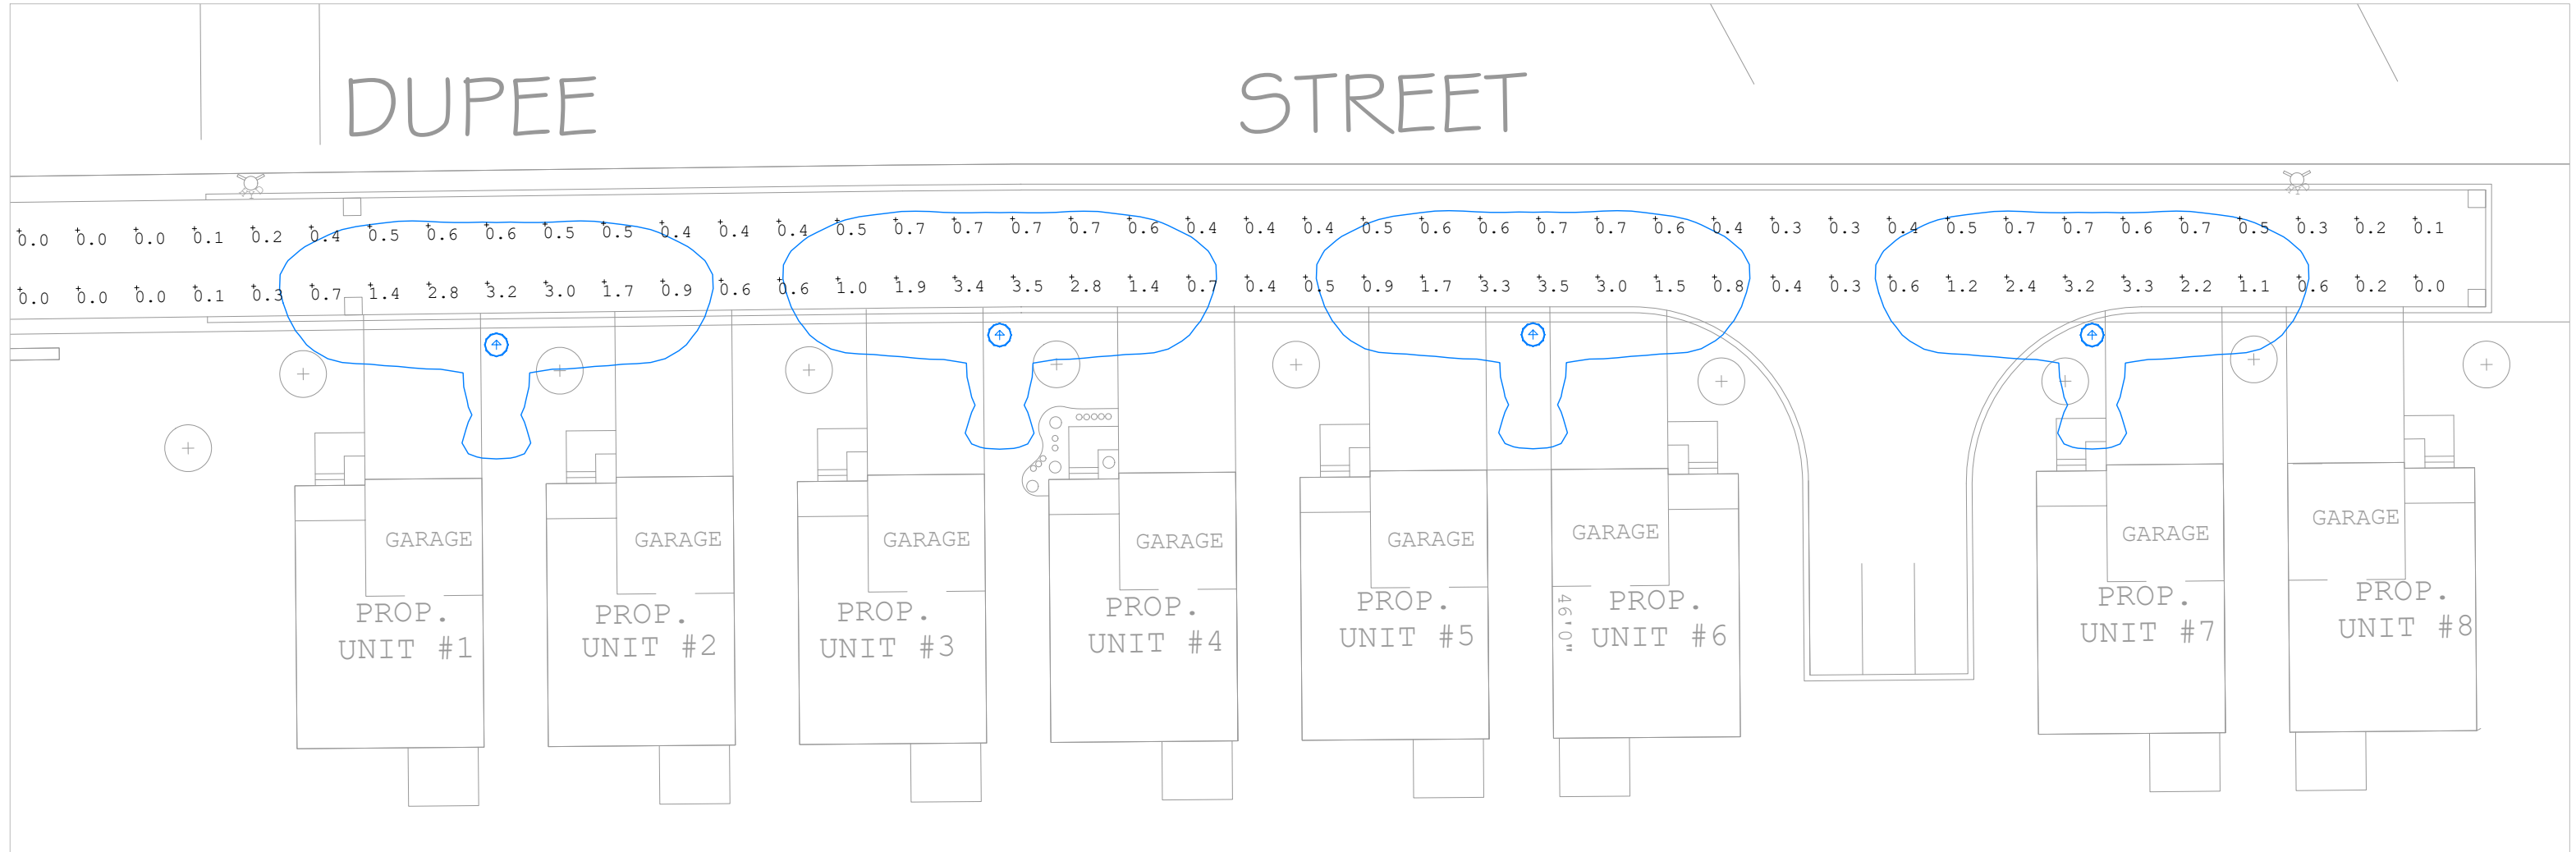 DUPEE STREET
0.0 0.0 0.0 0.1 0.2 0.4 0.5 0.6 0.6 0.5 0.5 0.4 0.4 0.4 0.5 0.7 0.7 0.7 0.7 0.6 0.4 0.4 0.4 0.5 0.6 0.6 0.7 0.7 0.6 0.4 0.3 0.3 0.4 0.5 0.7 0.7 0.6 0.7 0.5 0.3 0.2 0.1
0.0 0.0 0.0 0.1 0.3 0.7 1.4 2.8 3.2 3.0 1.7 0.9 0.6 0.6 1.0 1.9 3.4 3.5 2.8 1.4 0.7 0.4 0.5 0.9 1.7 3.3 3.5 3.0 1.5 0.8 0.4 0.3 0.6 1.2 2.4 3.2 3.3 2.2 1.1 0.6 0.2 0.0
GARAGE GARAGE GARAGE GARAGE GARAGE GARAGE GARAGE GARAGE
PROP. PROP. PROP. PROP. PROP. PROP. PROP. PROP.
UNIT #1 UNIT #2 UNIT #3 UNIT #4 UNIT #5 UNIT #6 UNIT #7 UNIT #8
46'0"